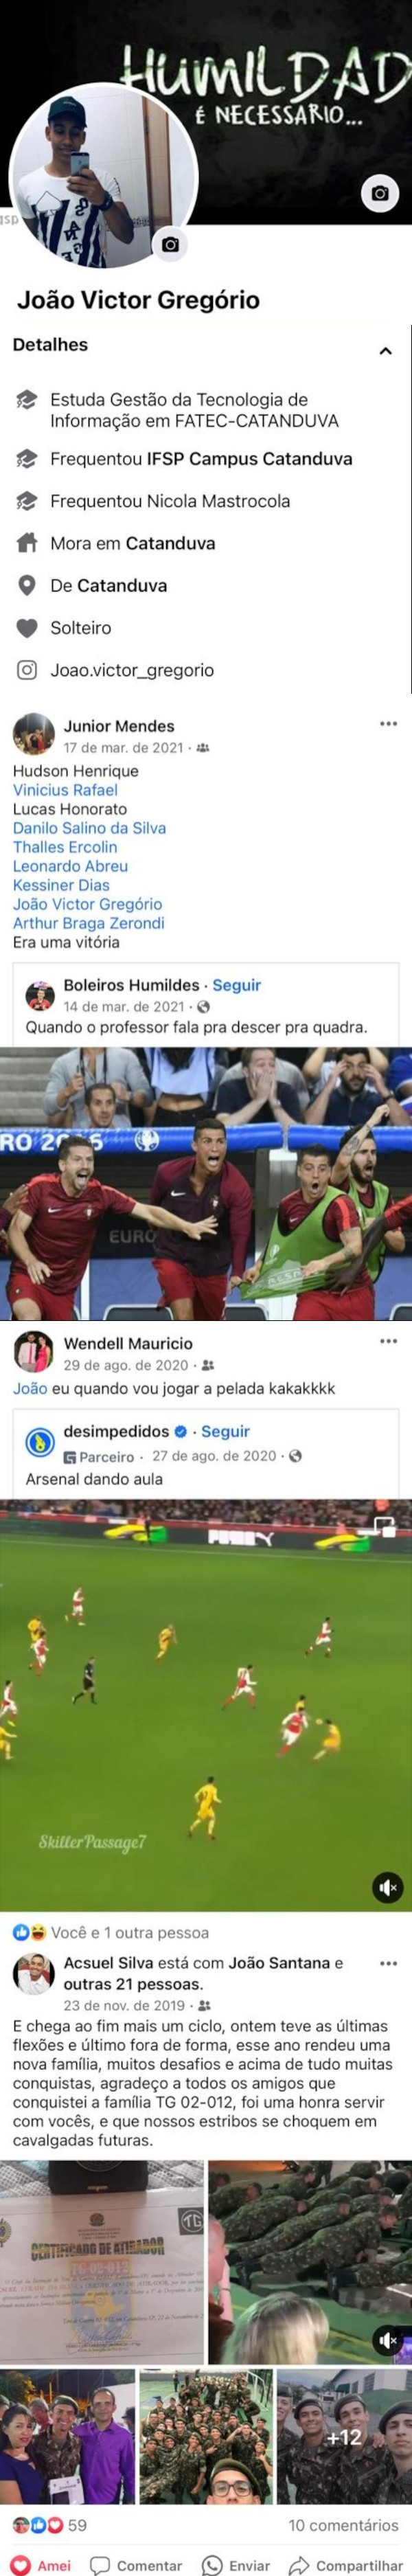 HUMILDAD
É NECESSÁRIO...
João Victor Gregório
Detalhes
Estuda Gestão da Tecnologia de
Informação em FATEC-CATANDUVA
Frequentou IFSP Campus Catanduva
Frequentou Nicola Mastrocola
Mora em Catanduva
De Catanduva
Solteiro
Joao.victor_gregorio
Junior Mendes
17 de mar. de 2021 ·
Hudson Henrique
Vinicius Rafael
Lucas Honorato
Danilo Salino da Silva
Thalles Ercolin
Leonardo Abreu
Kessiner Dias
João Victor Gregório
Arthur Braga Zerondi
Era uma vitória
Boleiros Humildes · Seguir
14 de mar. de 2021 ·
Quando o professor fala pra descer pra quadra.
EURO
Wendell Mauricio
29 de ago. de 2020 ·
João eu quando vou jogar a pelada kakakkkk
desimpedidos · Seguir
Parceiro · 27 de ago. de 2020 ·
Arsenal dando aula
PUMA
SkillerPassage7
Você e 1 outra pessoa
Acsuel Silva está com João Santana e
outras 21 pessoas.
23 de nov. de 2019 ·
E chega ao fim mais um ciclo, ontem teve as últimas
flexões e último fora de forma, esse ano rendeu uma
nova família, muitos desafios e acima de tudo muitas
conquistas, agradeço a todos os amigos que
conquistei a família TG 02-012, foi uma honra servir
com vocês, e que nossos estribos se choquem em
cavalgadas futuras.
TG
CERTIFICADO DE ATIRADOR
TG 02-012
+12
59
10 comentários
Amei
Comentar
Enviar
Compartilhar